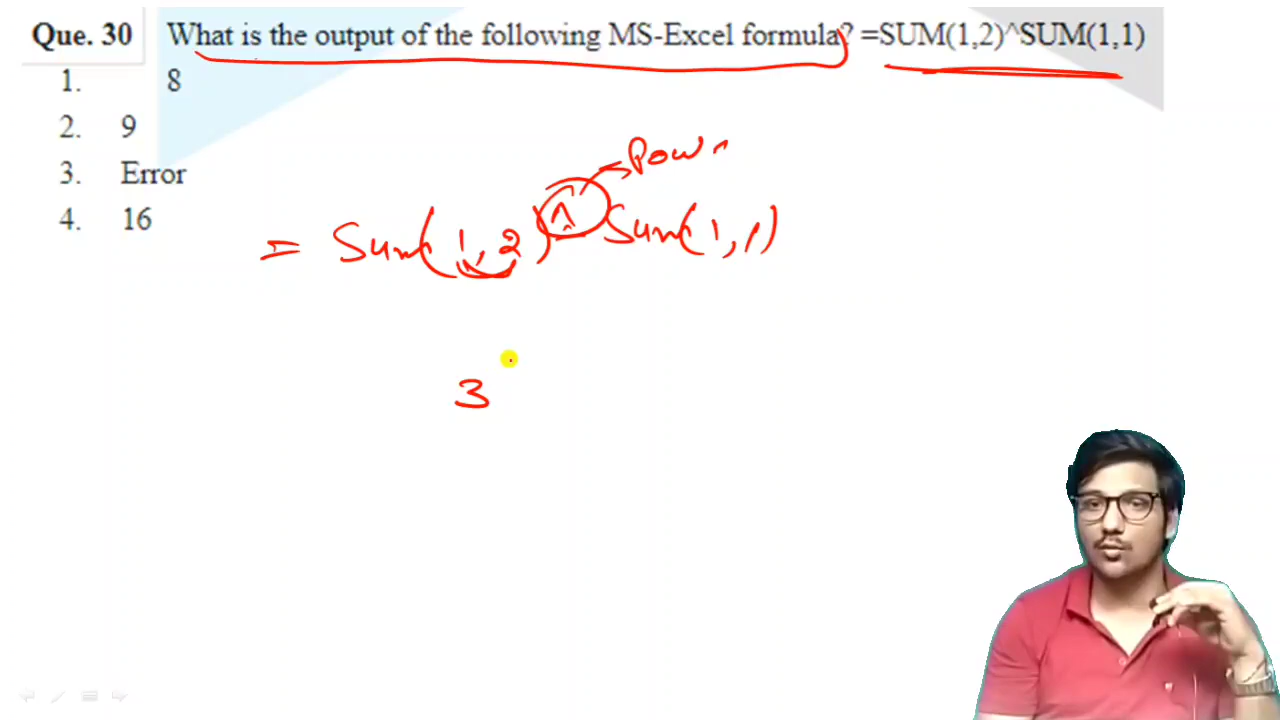 Que. 30 What is the output of the following MS-Excel formula? =SUM(1,2)^SUM(1,1)
1. 8
2. 9
3. Error
4. 16
Power
= Sum(1,2) ^ Sum(1,1)
3